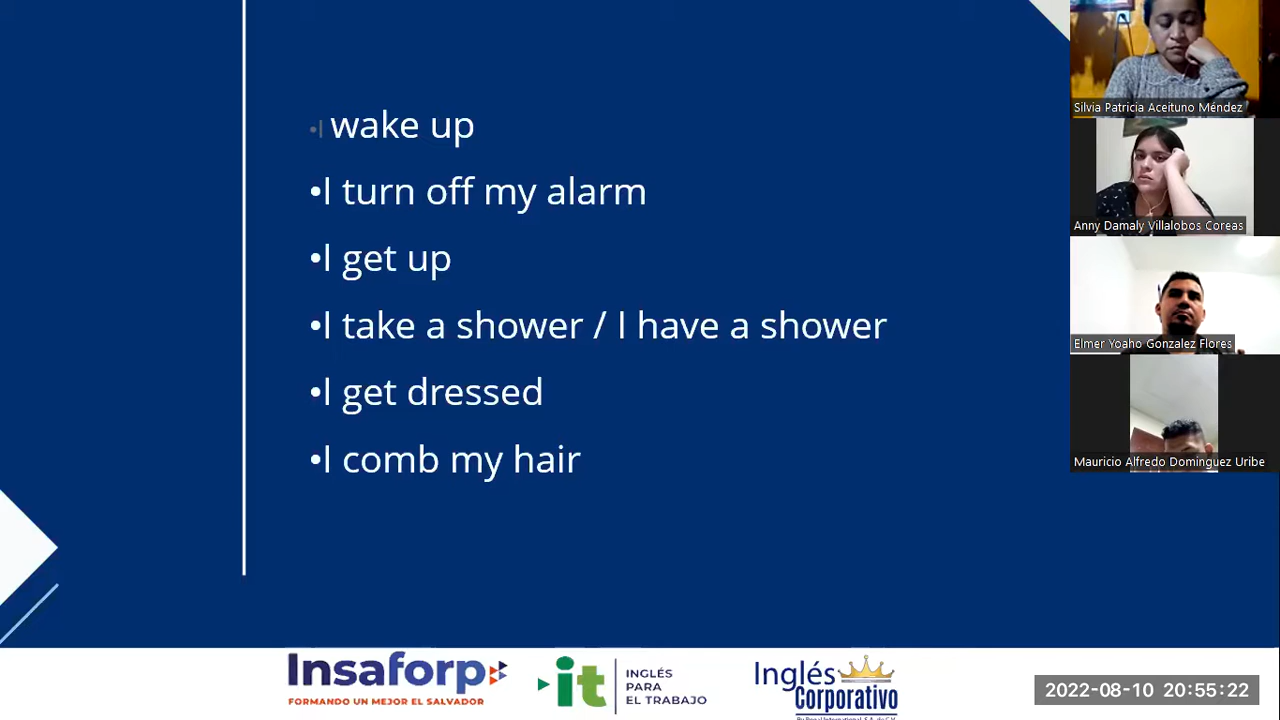 •I wake up
•I turn off my alarm
•I get up
•I take a shower / I have a shower
•I get dressed
•I comb my hair
Silvia Patricia Aceituno Méndez
Anny Damaly Villalobos Coreas
Elmer Yoaho Gonzalez Flores
Mauricio Alfredo Dominguez Uribe
Insaforp
FORMANDO UN MEJOR EL SALVADOR
it
INGLÉS
PARA
EL TRABAJO
Inglés
Corporativo
2022-08-10 20:55:22